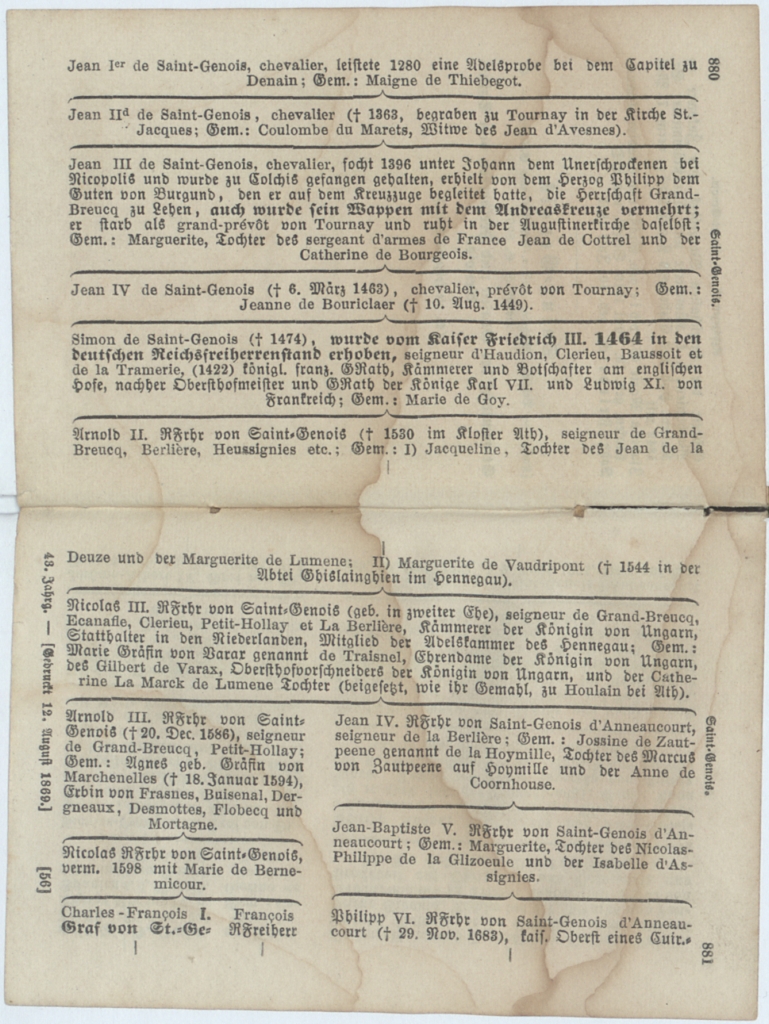 880
Jean Ier de Saint-Genois, chevalier, leistete 1280 eine Adelsprobe bei dem Capitel zu
Denain; Gem.: Maigne de Thiebegot.
Jean IId de Saint-Genois, chevalier († 1363, begraben zu Tournay in der Kirche St.-
Jacques; Gem.: Coulombe du Marets, Witwe des Jean d'Avesnes).
Jean III de Saint-Genois, chevalier, focht 1396 unter Johann dem Unerschrockenen bei
Nicopolis und wurde zu Colchis gefangen gehalten, erhielt von dem Herzog Philipp dem
Guten von Burgund, den er auf dem Kreuzzuge begleitet hatte, die Herrschaft Grand-
Breucq zu Lehen, auch wurde sein Wappen mit dem Andreaskreuze vermehrt;
er starb als grand-prévôt von Tournay und ruht in der Augustinerkirche daselbst;
Gem.: Marguerite, Tochter des sergeant d'armes de France Jean de Cottrel und der
Catherine de Bourgeois.
Saint-Genois.
Jean IV de Saint-Genois († 6. März 1463), chevalier, prévôt von Tournay; Gem.:
Jeanne de Bouriclaer († 10. Aug. 1449).
Simon de Saint-Genois († 1474), wurde vom Kaiser Friedrich III. 1464 in den
deutschen Reichsfreiherrenstand erhoben, seigneur d'Haudion, Clerieu, Baussoit et
de la Tramerie, (1422) königl. franz. GRath, Kämmerer und Botschafter am englischen
Hofe, nachher Obersthofmeister und GRath der Könige Karl VII. und Ludwig XI. von
Frankreich; Gem.: Marie de Goy.
Arnold II. RFrhr von Saint-Genois († 1530 im Kloster Ath), seigneur de Grand-
Breucq, Berlière, Heussignies etc.; Gem.: I) Jacqueline, Tochter des Jean de la
Deuze und der Marguerite de Lumene; II) Marguerite de Vaudripont († 1544 in der
Abtei Ghislainghien im Hennegau).
Nicolas III. RFrhr von Saint-Genois (geb. in zweiter Ehe), seigneur de Grand-Breucq,
Ecanafle, Clerieu, Petit-Hollay et La Berlière, Kämmerer der Königin von Ungarn,
Statthalter in den Niederlanden, Mitglied der Adelskammer des Hennegau; Gem.:
Marie Gräfin von Varar genannt de Traisnel, Ehrendame der Königin von Ungarn,
des Gilbert de Varax, Oberstofvorschneiders der Königin von Ungarn, und der Cathe-
rine La Marck de Lumene Tochter (beigesetzt, wie ihr Gemahl, zu Houlain bei Ath).
Arnold III. RFrhr von Saint-
Genois († 20. Dec. 1586), seigneur
de Grand-Breucq, Petit-Hollay;
Gem.: Agnes geb. Gräfin von
Marchenelles († 18. Januar 1594),
Erbin von Frasnes, Buisenal, Der-
gneaux, Desmottes, Flobecq und
Mortagne.
Nicolas RFrhr von Saint-Genois,
verm. 1598 mit Marie de Berne-
micour.
Charles-François I.
Graf von St.-Ge-
François
RFreiherr
Jean IV. RFrhr von Saint-Genois d'Anneaucourt,
seigneur de la Berlière; Gem.: Jossine de Zaut-
peene genannt de la Hoymille, Tochter des Marcus
von Zautpeene auf Hoymille und der Anne de
Coornhouse.
Jean-Baptiste V. RFrhr von Saint-Genois d'An-
neaucourt; Gem.: Marguerite, Tochter des Nicolas-
Philippe de la Glizoeule und der Isabelle d'As-
signies.
Philipp VI. RFrhr von Saint-Genois d'Anneau-
court († 29. Nov. 1683), kais. Oberst eines Cuir.-
Saint-Genois.
881
43. Jahrg. — [Gedruckt 12. August 1869.]
[56]